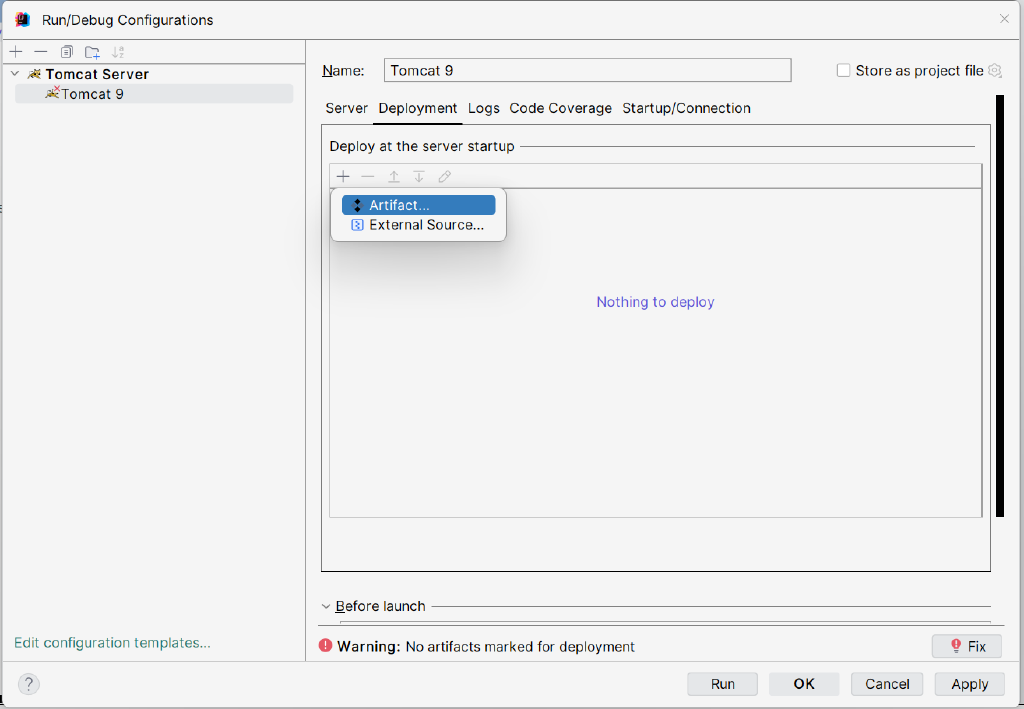 Run/Debug Configurations
Tomcat Server
Tomcat 9
Edit configuration templates...
Name: Tomcat 9 Store as project file
Server Deployment Logs Code Coverage Startup/Connection
Deploy at the server startup
Artifact...
External Source...
Nothing to deploy
Before launch
Warning: No artifacts marked for deployment Fix
? Run OK Cancel Apply